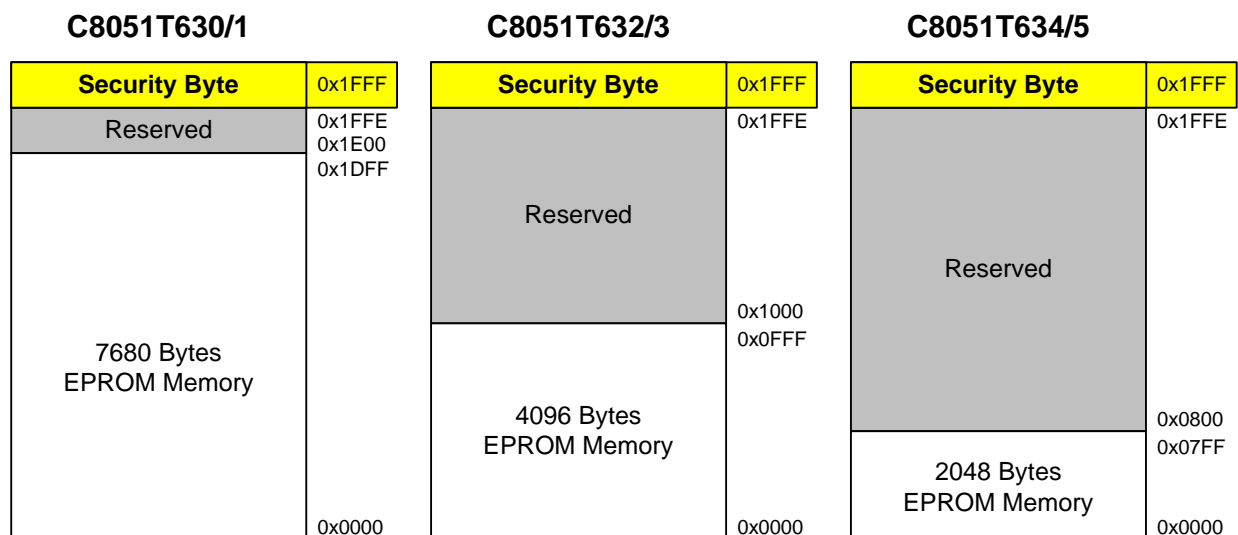 C8051T630/1
Security Byte 0x1FFF
Reserved 0x1FFE
0x1E00
0x1DFF
7680 Bytes
EPROM Memory
0x0000
C8051T632/3
Security Byte 0x1FFF
0x1FFE
Reserved
0x1000
0x0FFF
4096 Bytes
EPROM Memory
0x0000
C8051T634/5
Security Byte 0x1FFF
0x1FFE
Reserved
0x0800
0x07FF
2048 Bytes
EPROM Memory
0x0000